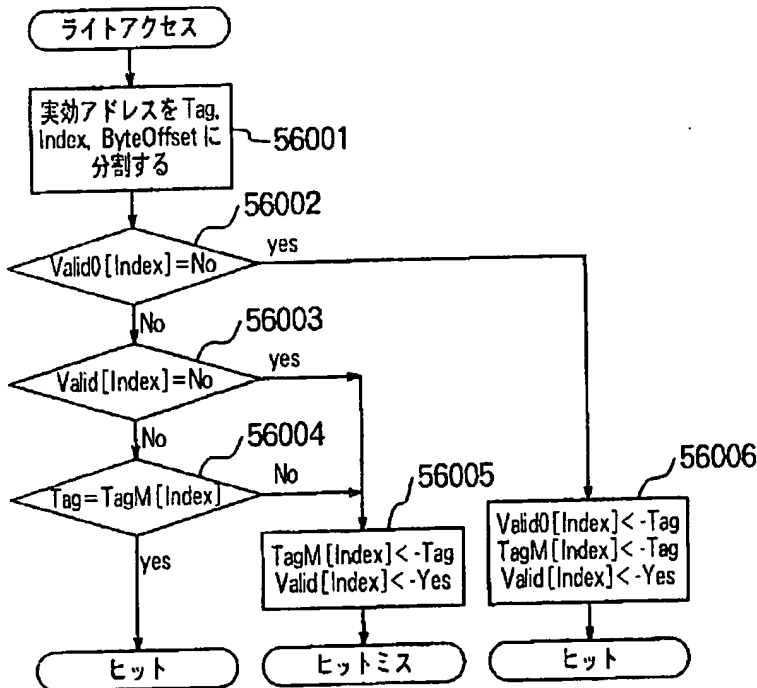 ライトアクセス
実効アドレスをTag,
Index, ByteOffsetに
分割する
56001
56002
Valid0[Index]=No
yes
No
56003
Valid[Index]=No
yes
No
56004
Tag=TagM[Index]
No
yes
56005
TagM[Index]<-Tag
Valid[Index]<-Yes
56006
Valid0[Index]<-Tag
TagM[Index]<-Tag
Valid[Index]<-Yes
ヒット
ヒットミス
ヒット